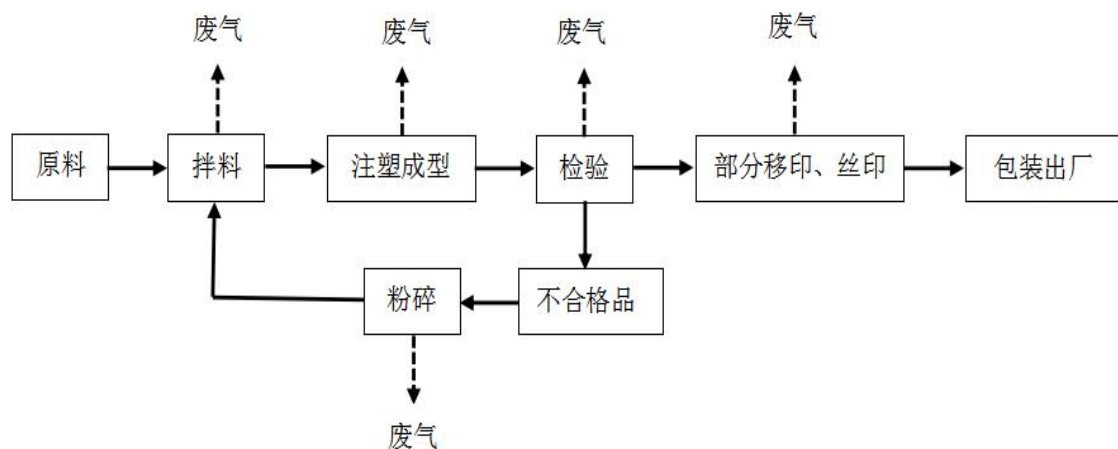 废气
废气
废气
废气
原料
拌料
注塑成型
检验
部分移印、丝印
包装出厂
粉碎
不合格品
废气